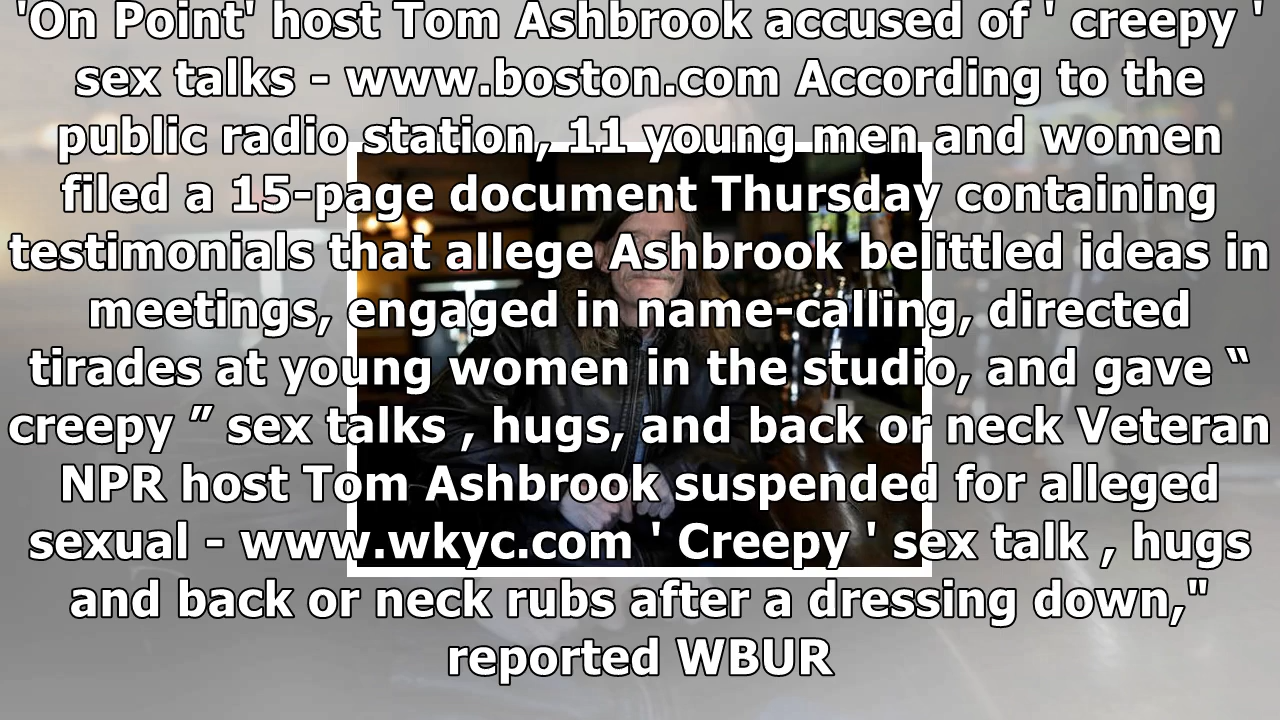 'On Point' host Tom Ashbrook accused of ' creepy '
sex talks - www.boston.com According to the
public radio station, 11 young men and women
filed a 15-page document Thursday containing
testimonials that allege Ashbrook belittled ideas in
meetings, engaged in name-calling, directed
tirades at young women in the studio, and gave “
creepy ” sex talks , hugs, and back or neck Veteran
NPR host Tom Ashbrook suspended for alleged
sexual - www.wkyc.com ' Creepy ' sex talk , hugs
and back or neck rubs after a dressing down,"
reported WBUR